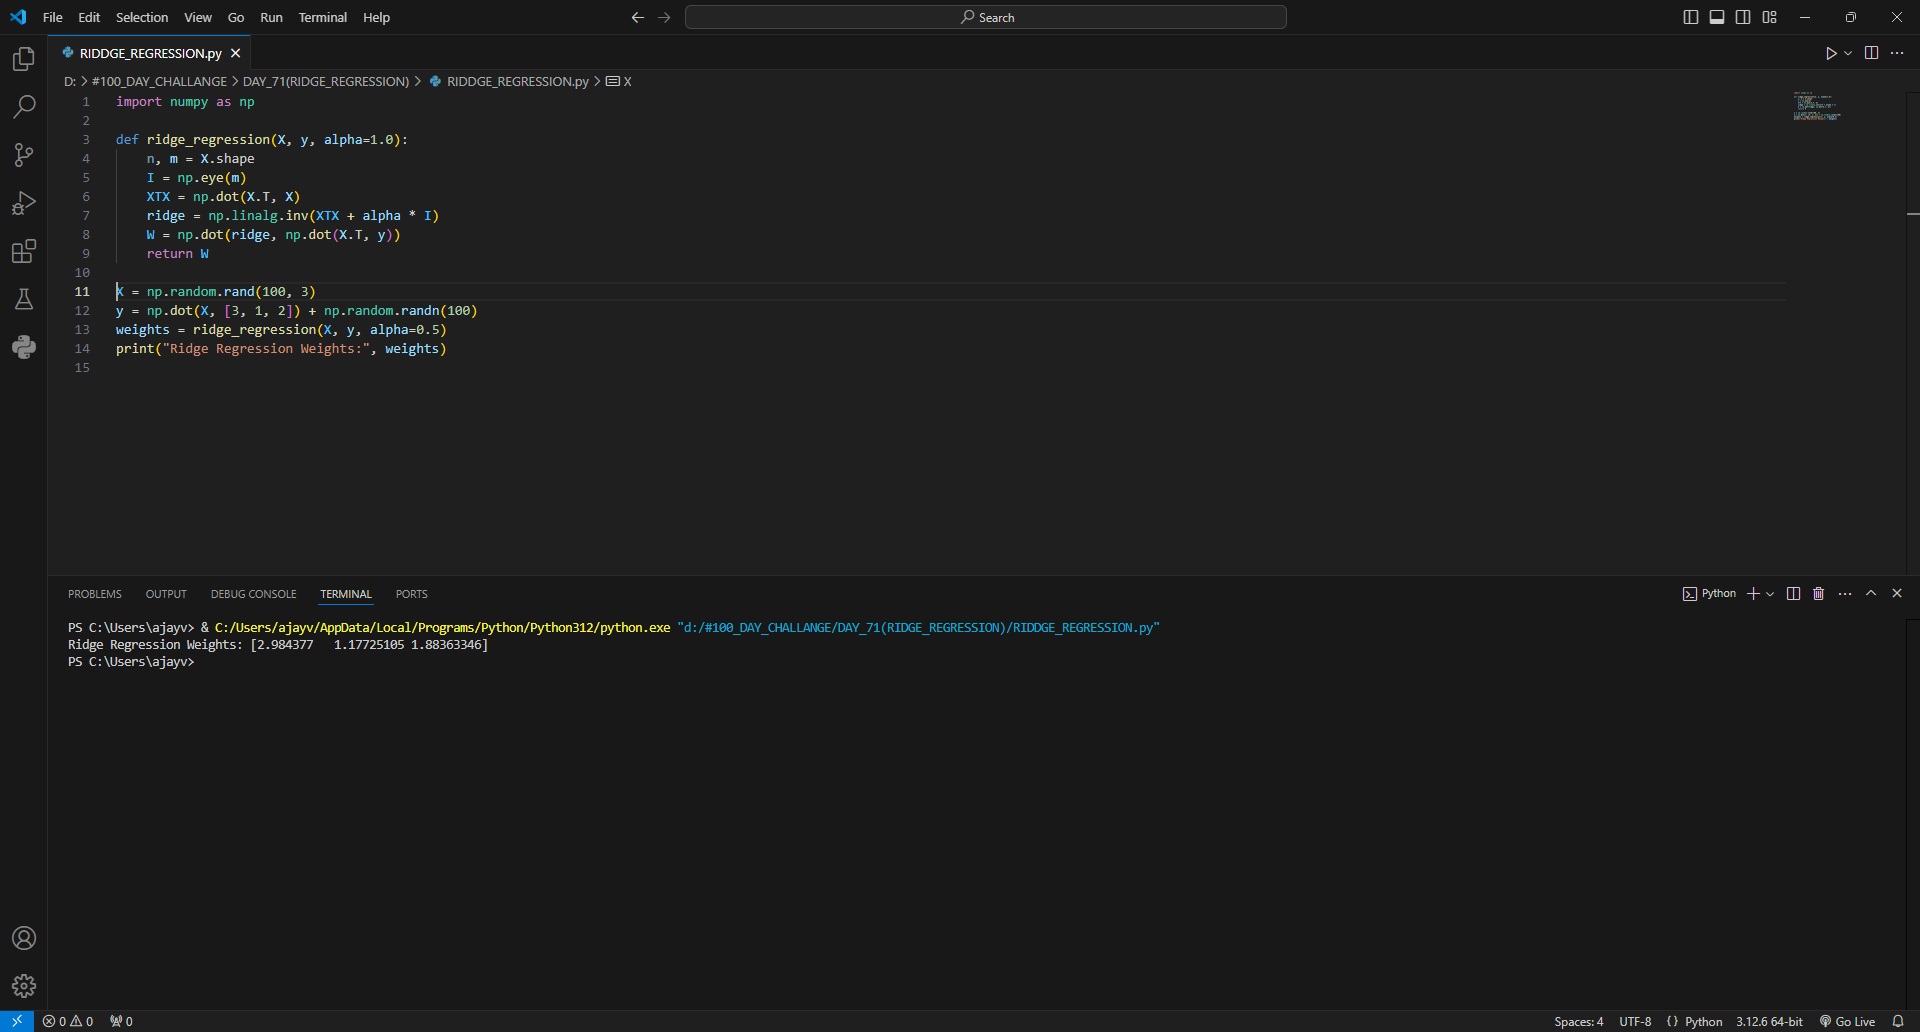 File Edit Selection View Go Run Terminal Help
Search
RIDDGE_REGRESSION.py
D: > #100_DAY_CHALLANGE > DAY_71(RIDGE_REGRESSION) > RIDDGE_REGRESSION.py > X
1 import numpy as np
2
3 def ridge_regression(X, y, alpha=1.0):
4     n, m = X.shape
5     I = np.eye(m)
6     XTX = np.dot(X.T, X)
7     ridge = np.linalg.inv(XTX + alpha * I)
8     W = np.dot(ridge, np.dot(X.T, y))
9     return W
10
11 X = np.random.rand(100, 3)
12 y = np.dot(X, [3, 1, 2]) + np.random.randn(100)
13 weights = ridge_regression(X, y, alpha=0.5)
14 print("Ridge Regression Weights:", weights)
15
PROBLEMS OUTPUT DEBUG CONSOLE TERMINAL PORTS
Python
PS C:\Users\ajayv> & C:/Users/ajayv/AppData/Local/Programs/Python/Python312/python.exe "d:/#100_DAY_CHALLANGE/DAY_71(RIDGE_REGRESSION)/RIDDGE_REGRESSION.py"
Ridge Regression Weights: [2.984377   1.17725105 1.88363346]
PS C:\Users\ajayv>
0 0 0 Spaces: 4 UTF-8 {} Python 3.12.6 64-bit Go Live